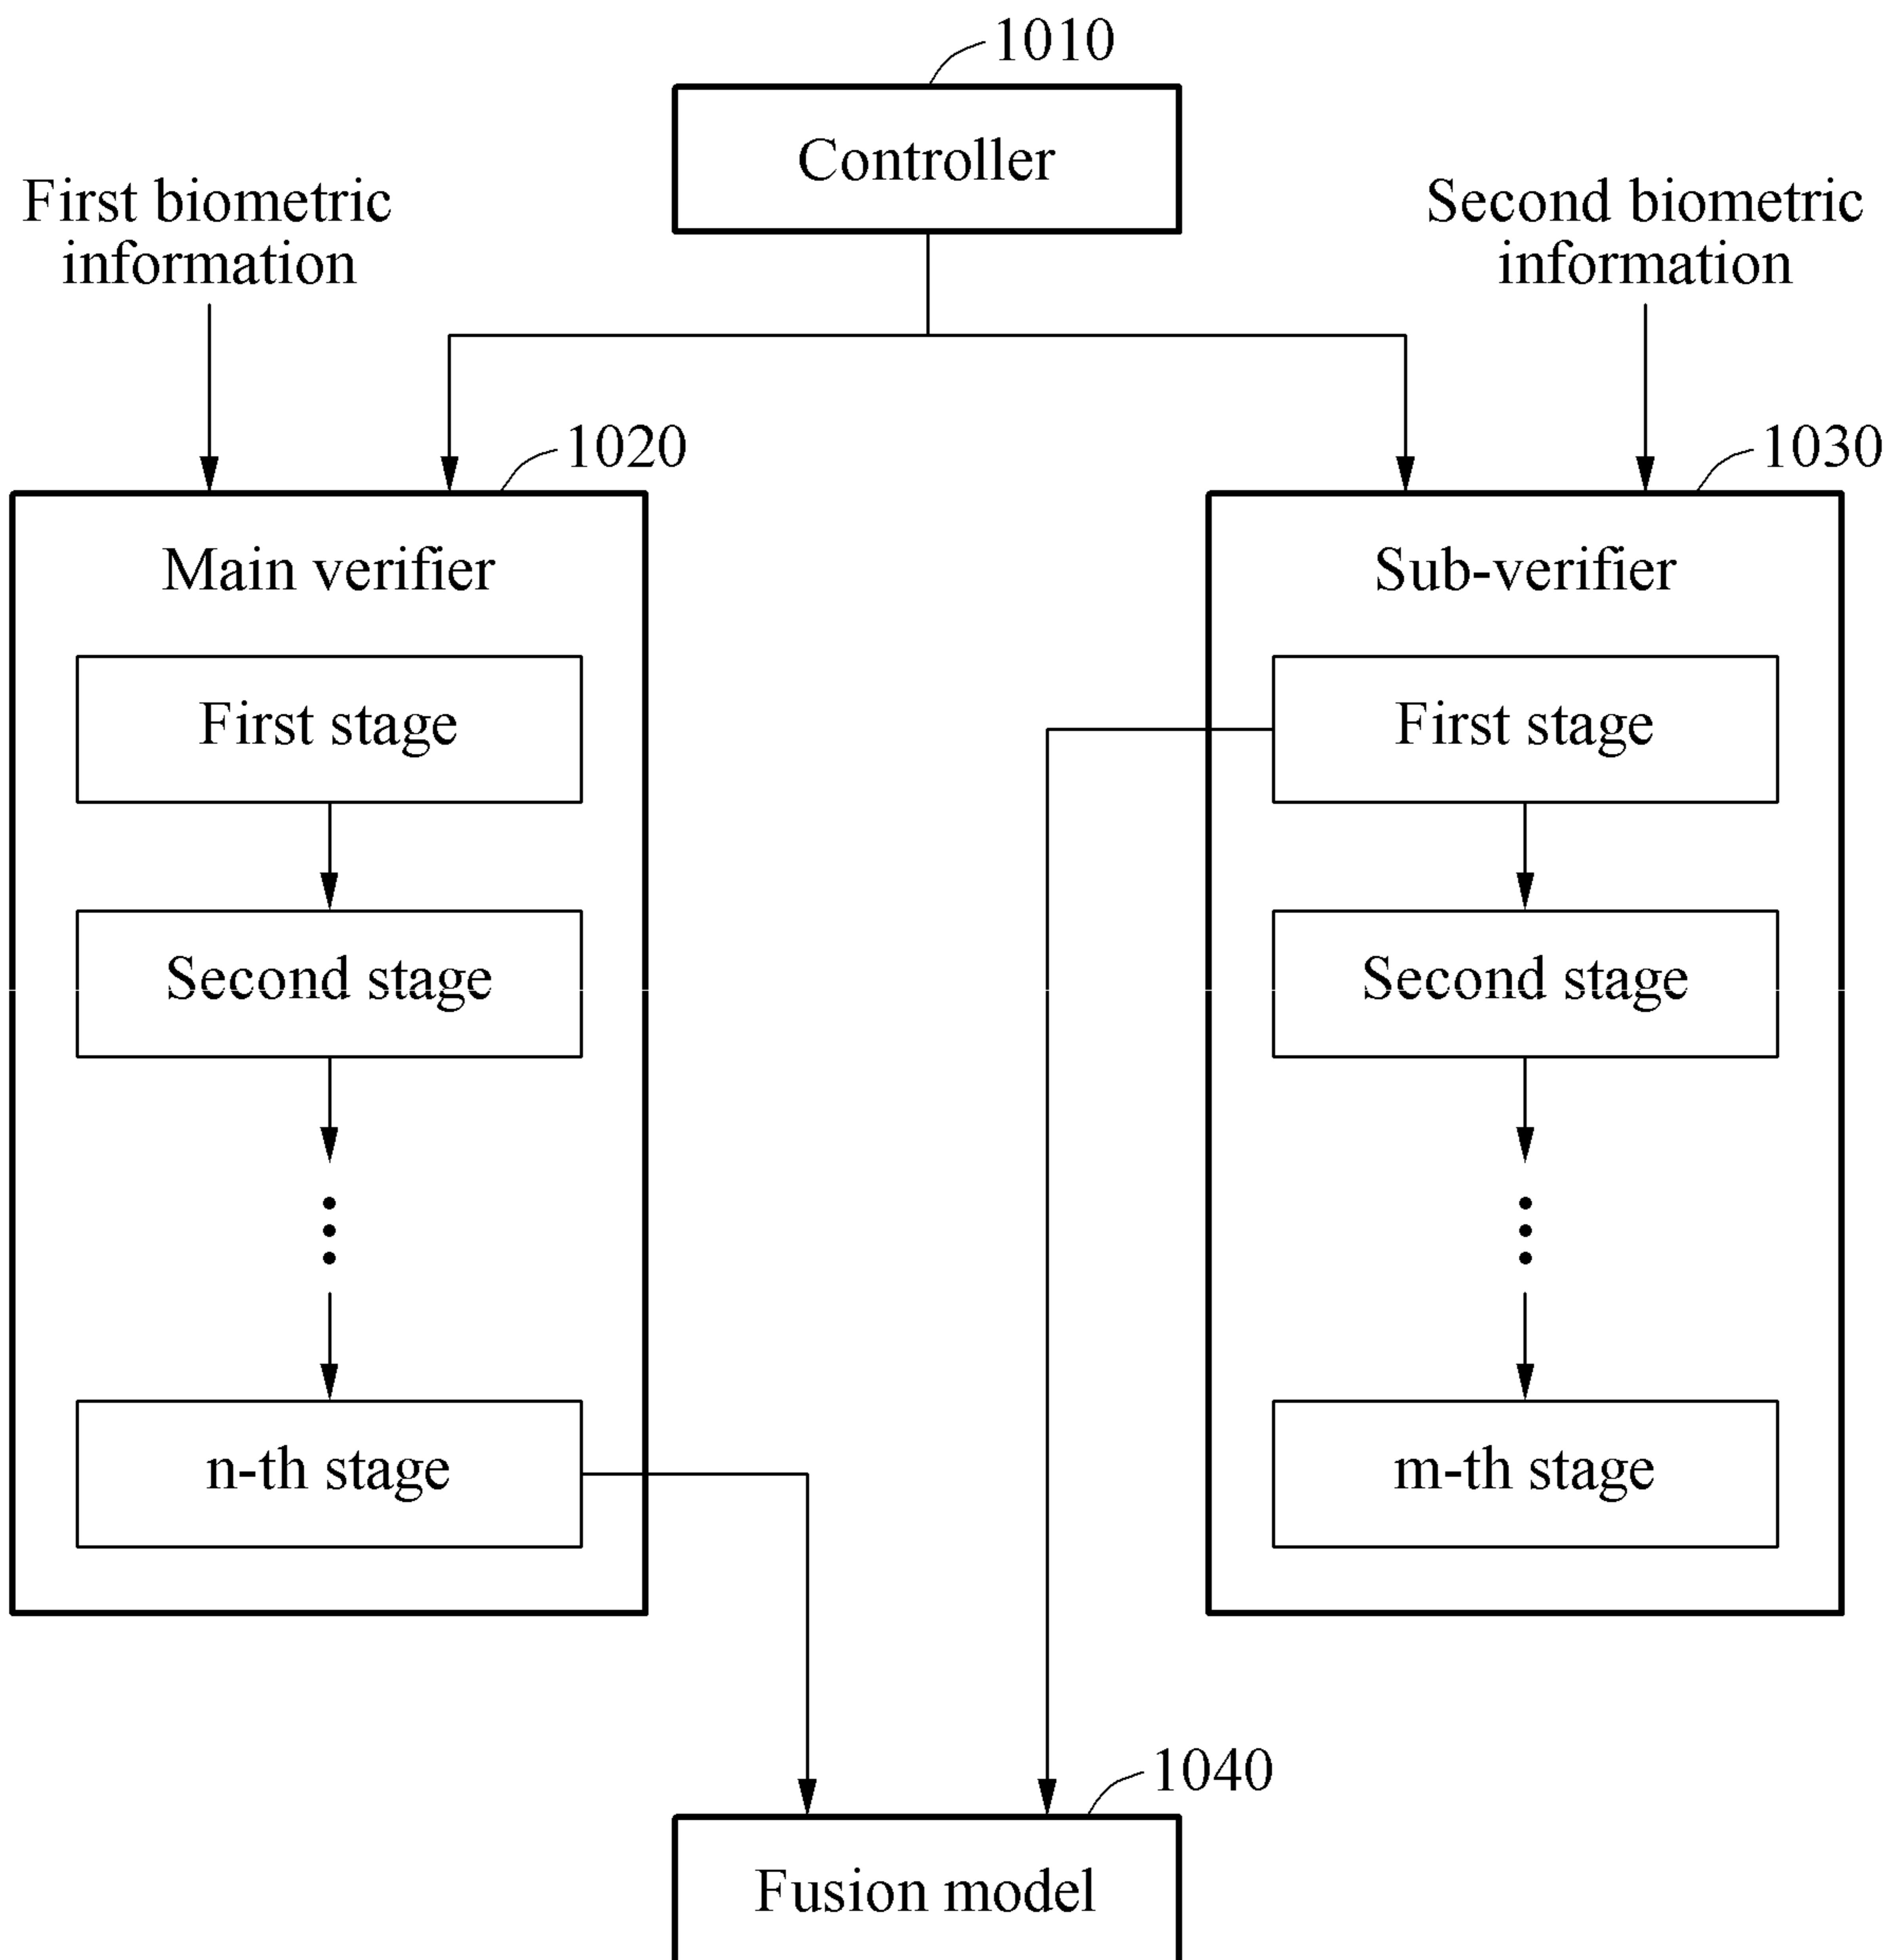 1010
Controller
First biometric
information
Second biometric
information
1020
1030
Main verifier
First stage
Second stage
n-th stage
Sub-verifier
First stage
Second stage
m-th stage
1040
Fusion model